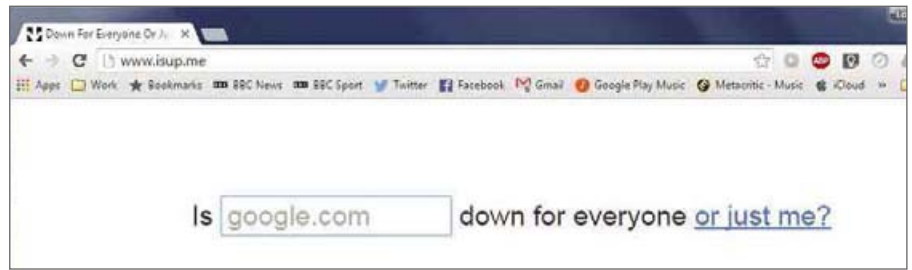 Down For Everyone Or Ju
www.isup.me
ABP
Apps Work Bookmarks BBC News BBC Sport Twitter Facebook Gmail Google Play Music Metacritic - Music iCloud »
Is google.com down for everyone or just me?